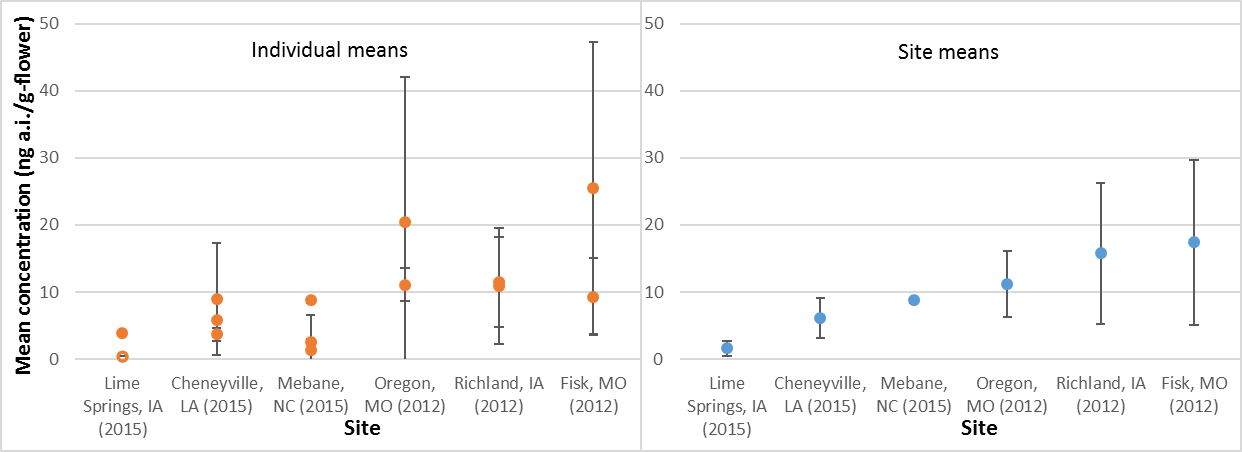 Mean concentration (ng a.i./g-flower)
50
40
30
20
10
0
Individual means
Lime
Springs, IA
(2015)
Cheneyville,
LA (2015)
Mebane,
NC (2015)
Oregon,
MO (2012)
Richland, IA
(2012)
Fisk, MO
(2012)
Site
50
40
30
20
10
0
Site means
Lime
Springs, IA
(2015)
Cheneyville,
LA (2015)
Mebane,
NC (2015)
Oregon,
MO (2012)
Richland, IA
(2012)
Fisk, MO
(2012)
Site